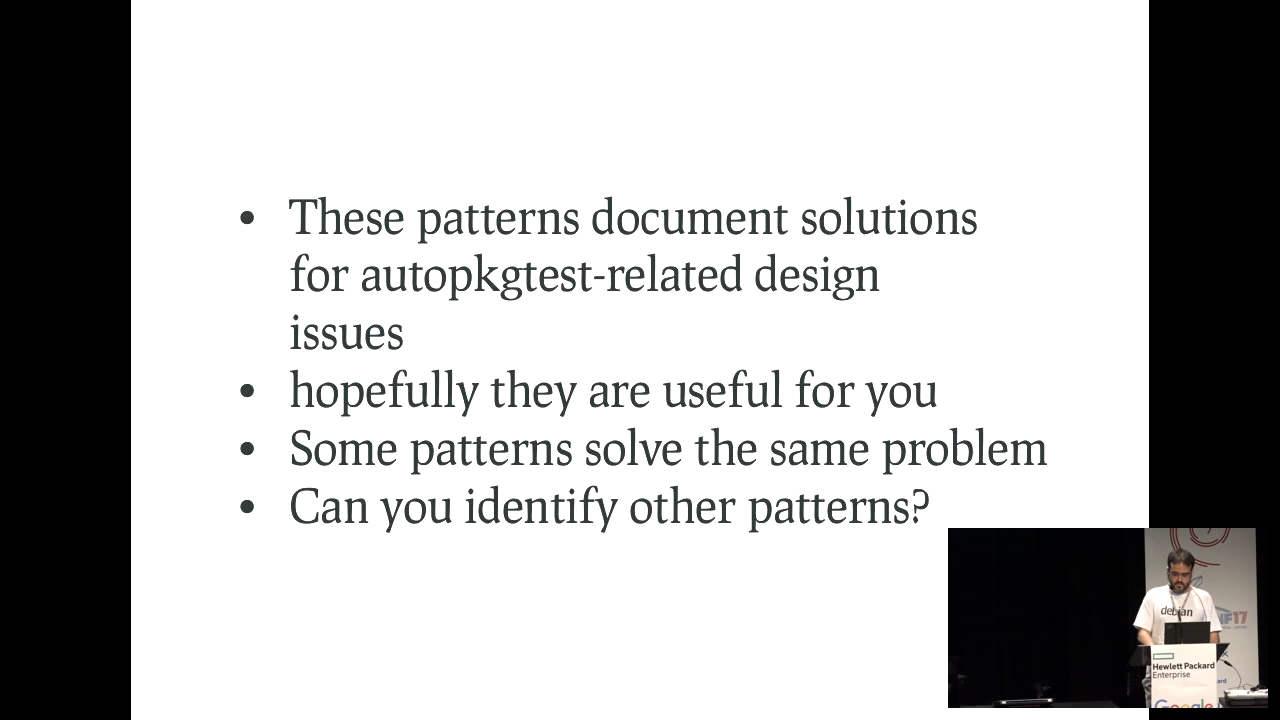 • These patterns document solutions
for autopkgtest-related design
issues
• hopefully they are useful for you
• Some patterns solve the same problem
• Can you identify other patterns?
debian
Hewlett Packard
Enterprise
Google